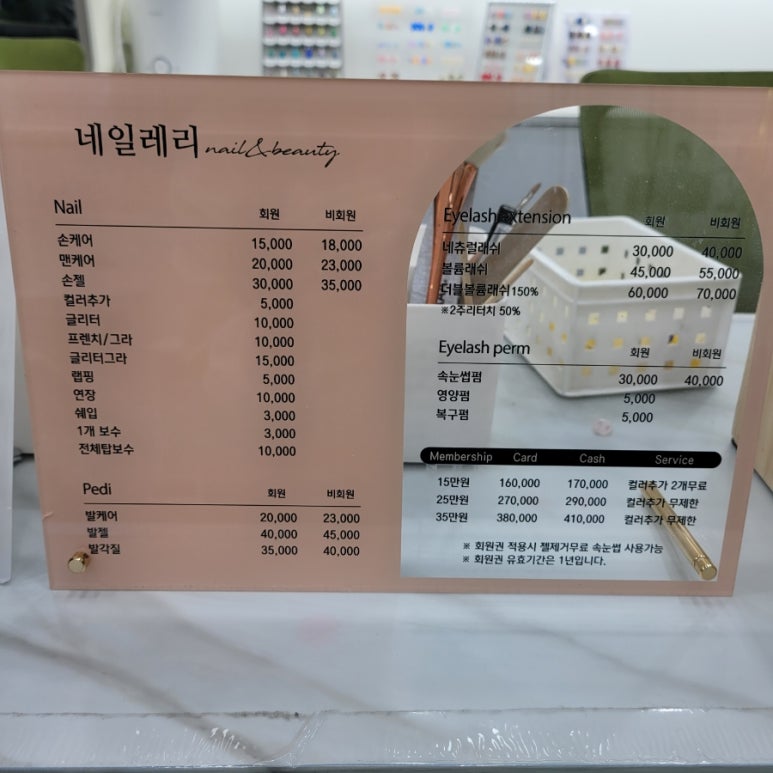 네일레리 nail&beauty
Nail 회원 비회원
손케어 15,000 18,000
맨케어 20,000 23,000
손젤 30,000 35,000
컬러추가 5,000
글리터 10,000
프렌치/그라 10,000
글리터그라 15,000
랩핑 5,000
연장 10,000
쉐입 3,000
1개 보수 3,000
전체탑보수 10,000
Pedi 회원 비회원
발케어 20,000 23,000
발젤 40,000 45,000
발각질 35,000 40,000
Eyelash extension 회원 비회원
네츄럴래쉬 30,000 40,000
볼륨래쉬 45,000 55,000
더블볼륨래쉬150% 60,000 70,000
※2주리터치 50%
Eyelash perm 회원 비회원
속눈썹펌 30,000 40,000
영양펌 5,000
복구펌 5,000
Membership Card Cash Service
15만원 160,000 170,000 컬러추가 2개무료
25만원 270,000 290,000 컬러추가 무제한
35만원 380,000 410,000 컬러추가 무제한
※ 회원권 적용시 젤제거무료 속눈썹 사용가능
※ 회원권 유효기간은 1년입니다.